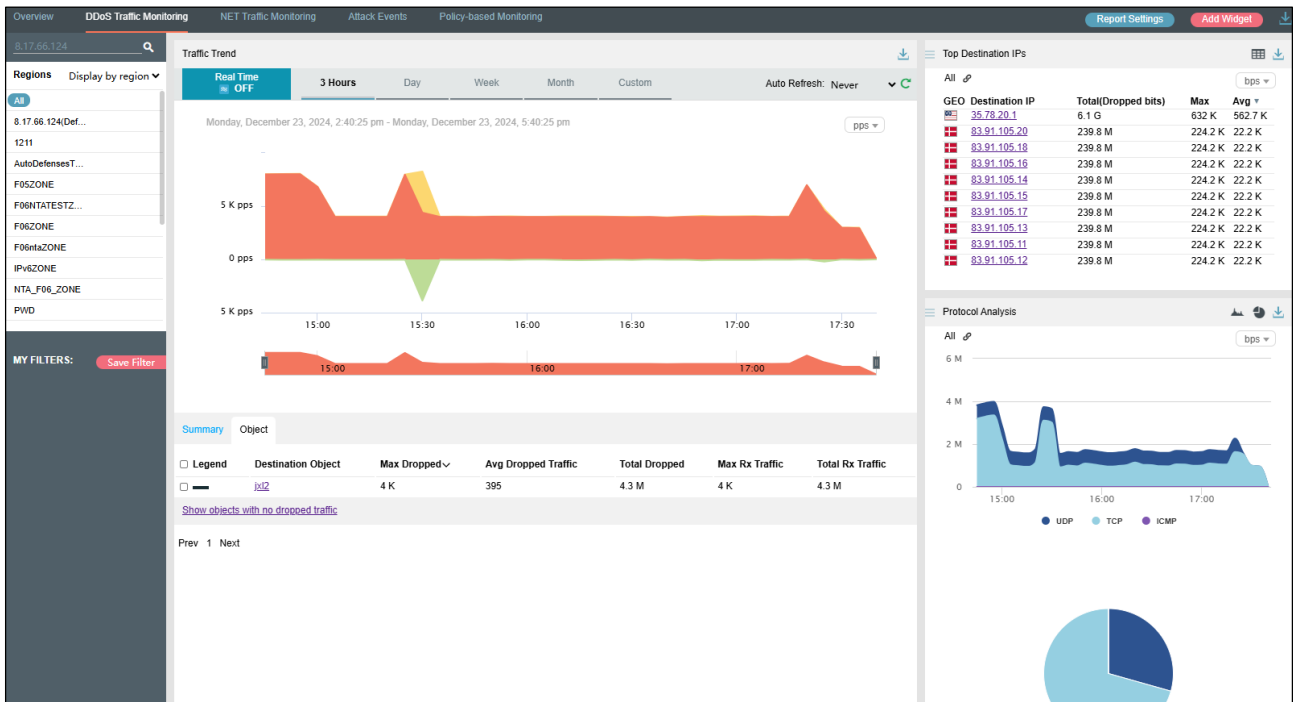 Overview DDoS Traffic Monitoring NET Traffic Monitoring Attack Events Policy-based Monitoring Report Settings Add Widget
8.17.66.124
Regions Display by region
All
8.17.66.124(Def...
1211
AutoDefensesT...
F05ZONE
F06NTATESTZ...
F06ZONE
F06ntaZONE
IPv6ZONE
NTA_F06_ZONE
PWD
MY FILTERS: Save Filter
Traffic Trend
Real Time
OFF
3 Hours Day Week Month Custom Auto Refresh: Never
Monday, December 23, 2024, 2:40:25 pm - Monday, December 23, 2024, 5:40:25 pm pps
5 K pps
0 pps
5 K pps
15:00 15:30 16:00 16:30 17:00 17:30
15:00 16:00 17:00
Summary Object
Legend Destination Object Max Dropped Avg Dropped Traffic Total Dropped Max Rx Traffic Total Rx Traffic
jxl2 4 K 395 4.3 M 4 K 4.3 M
Show objects with no dropped traffic
Prev 1 Next
Top Destination IPs
All bps
GEO Destination IP Total(Dropped bits) Max Avg
35.78.20.1 6.1 G 632 K 562.7 K
83.91.105.20 239.8 M 224.2 K 22.2 K
83.91.105.18 239.8 M 224.2 K 22.2 K
83.91.105.16 239.8 M 224.2 K 22.2 K
83.91.105.14 239.8 M 224.2 K 22.2 K
83.91.105.15 239.8 M 224.2 K 22.2 K
83.91.105.17 239.8 M 224.2 K 22.2 K
83.91.105.13 239.8 M 224.2 K 22.2 K
83.91.105.11 239.8 M 224.2 K 22.2 K
83.91.105.12 239.8 M 224.2 K 22.2 K
Protocol Analysis
All bps
6 M
4 M
2 M
0
15:00 16:00 17:00
UDP TCP ICMP